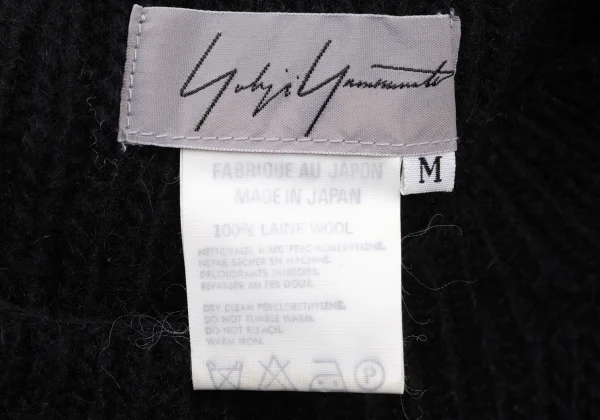 Yohji Yamamoto
M
FABRIQUE AU JAPON
MADE IN JAPAN
100% LAINE WOOL
NETTOYAGE A SEC PERCHLORETHYLENE.
NE PAS SECHER EN MACHINE.
DECOLORANTS INTERDITS.
REPASSER AU FER DOUX.
DRY CLEAN PERCLORETHYLENE.
DO NOT TUMBLE WARM.
DO NOT BLEACH.
WARM IRON.
P